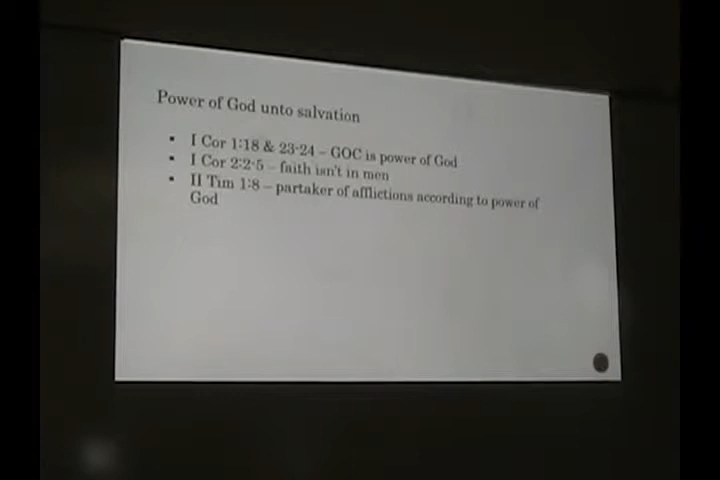 Power of God unto salvation
▪ I Cor 1:18 & 23-24 – GOC is power of God
▪ I Cor 2:2-5 – faith isn't in men
▪ II Tim 1:8 – partaker of afflictions according to power of
God